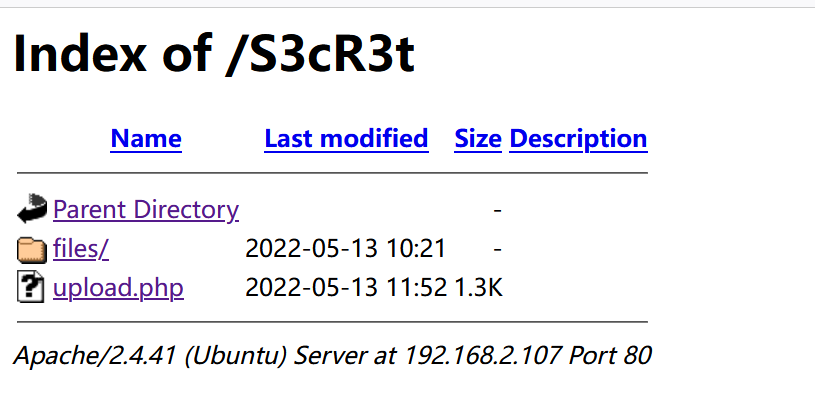 Index of /S3cR3t
Name Last modified Size Description
Parent Directory -
files/ 2022-05-13 10:21 -
upload.php 2022-05-13 11:52 1.3K
Apache/2.4.41 (Ubuntu) Server at 192.168.2.107 Port 80